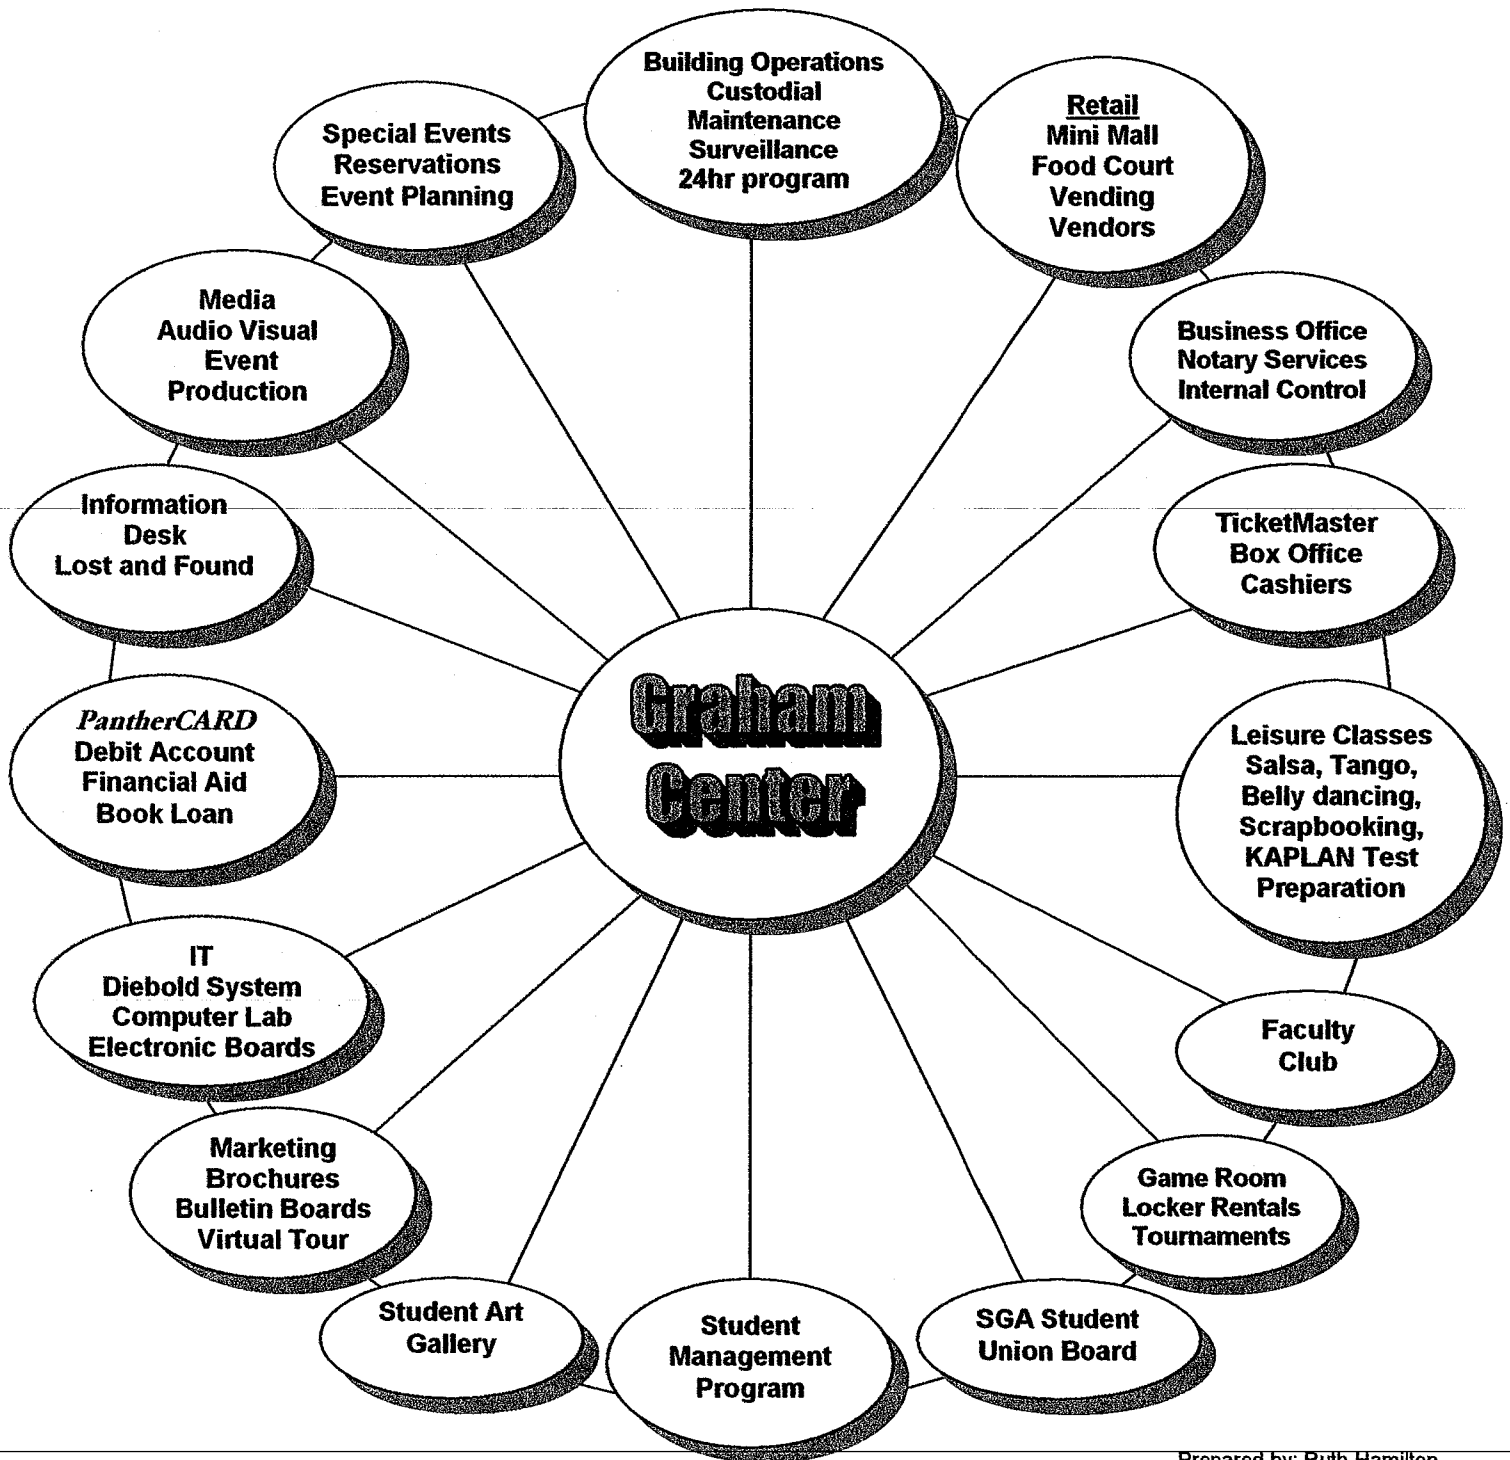 Building Operations
Custodial
Maintenance
Surveillance
24hr program
Retail
Mini Mall
Food Court
Vending
Vendors
Business Office
Notary Services
Internal Control
TicketMaster
Box Office
Cashiers
Leisure Classes
Salsa, Tango,
Belly dancing,
Scrapbooking,
KAPLAN Test
Preparation
Faculty
Club
Game Room
Locker Rentals
Tournaments
SGA Student
Union Board
Student
Management
Program
Student Art
Gallery
Marketing
Brochures
Bulletin Boards
Virtual Tour
IT
Diebold System
Computer Lab
Electronic Boards
PantherCARD
Debit Account
Financial Aid
Book Loan
Information
Desk
Lost and Found
Media
Audio Visual
Event
Production
Special Events
Reservations
Event Planning
Graham
Center
Prepared by: Ruth Hamilton